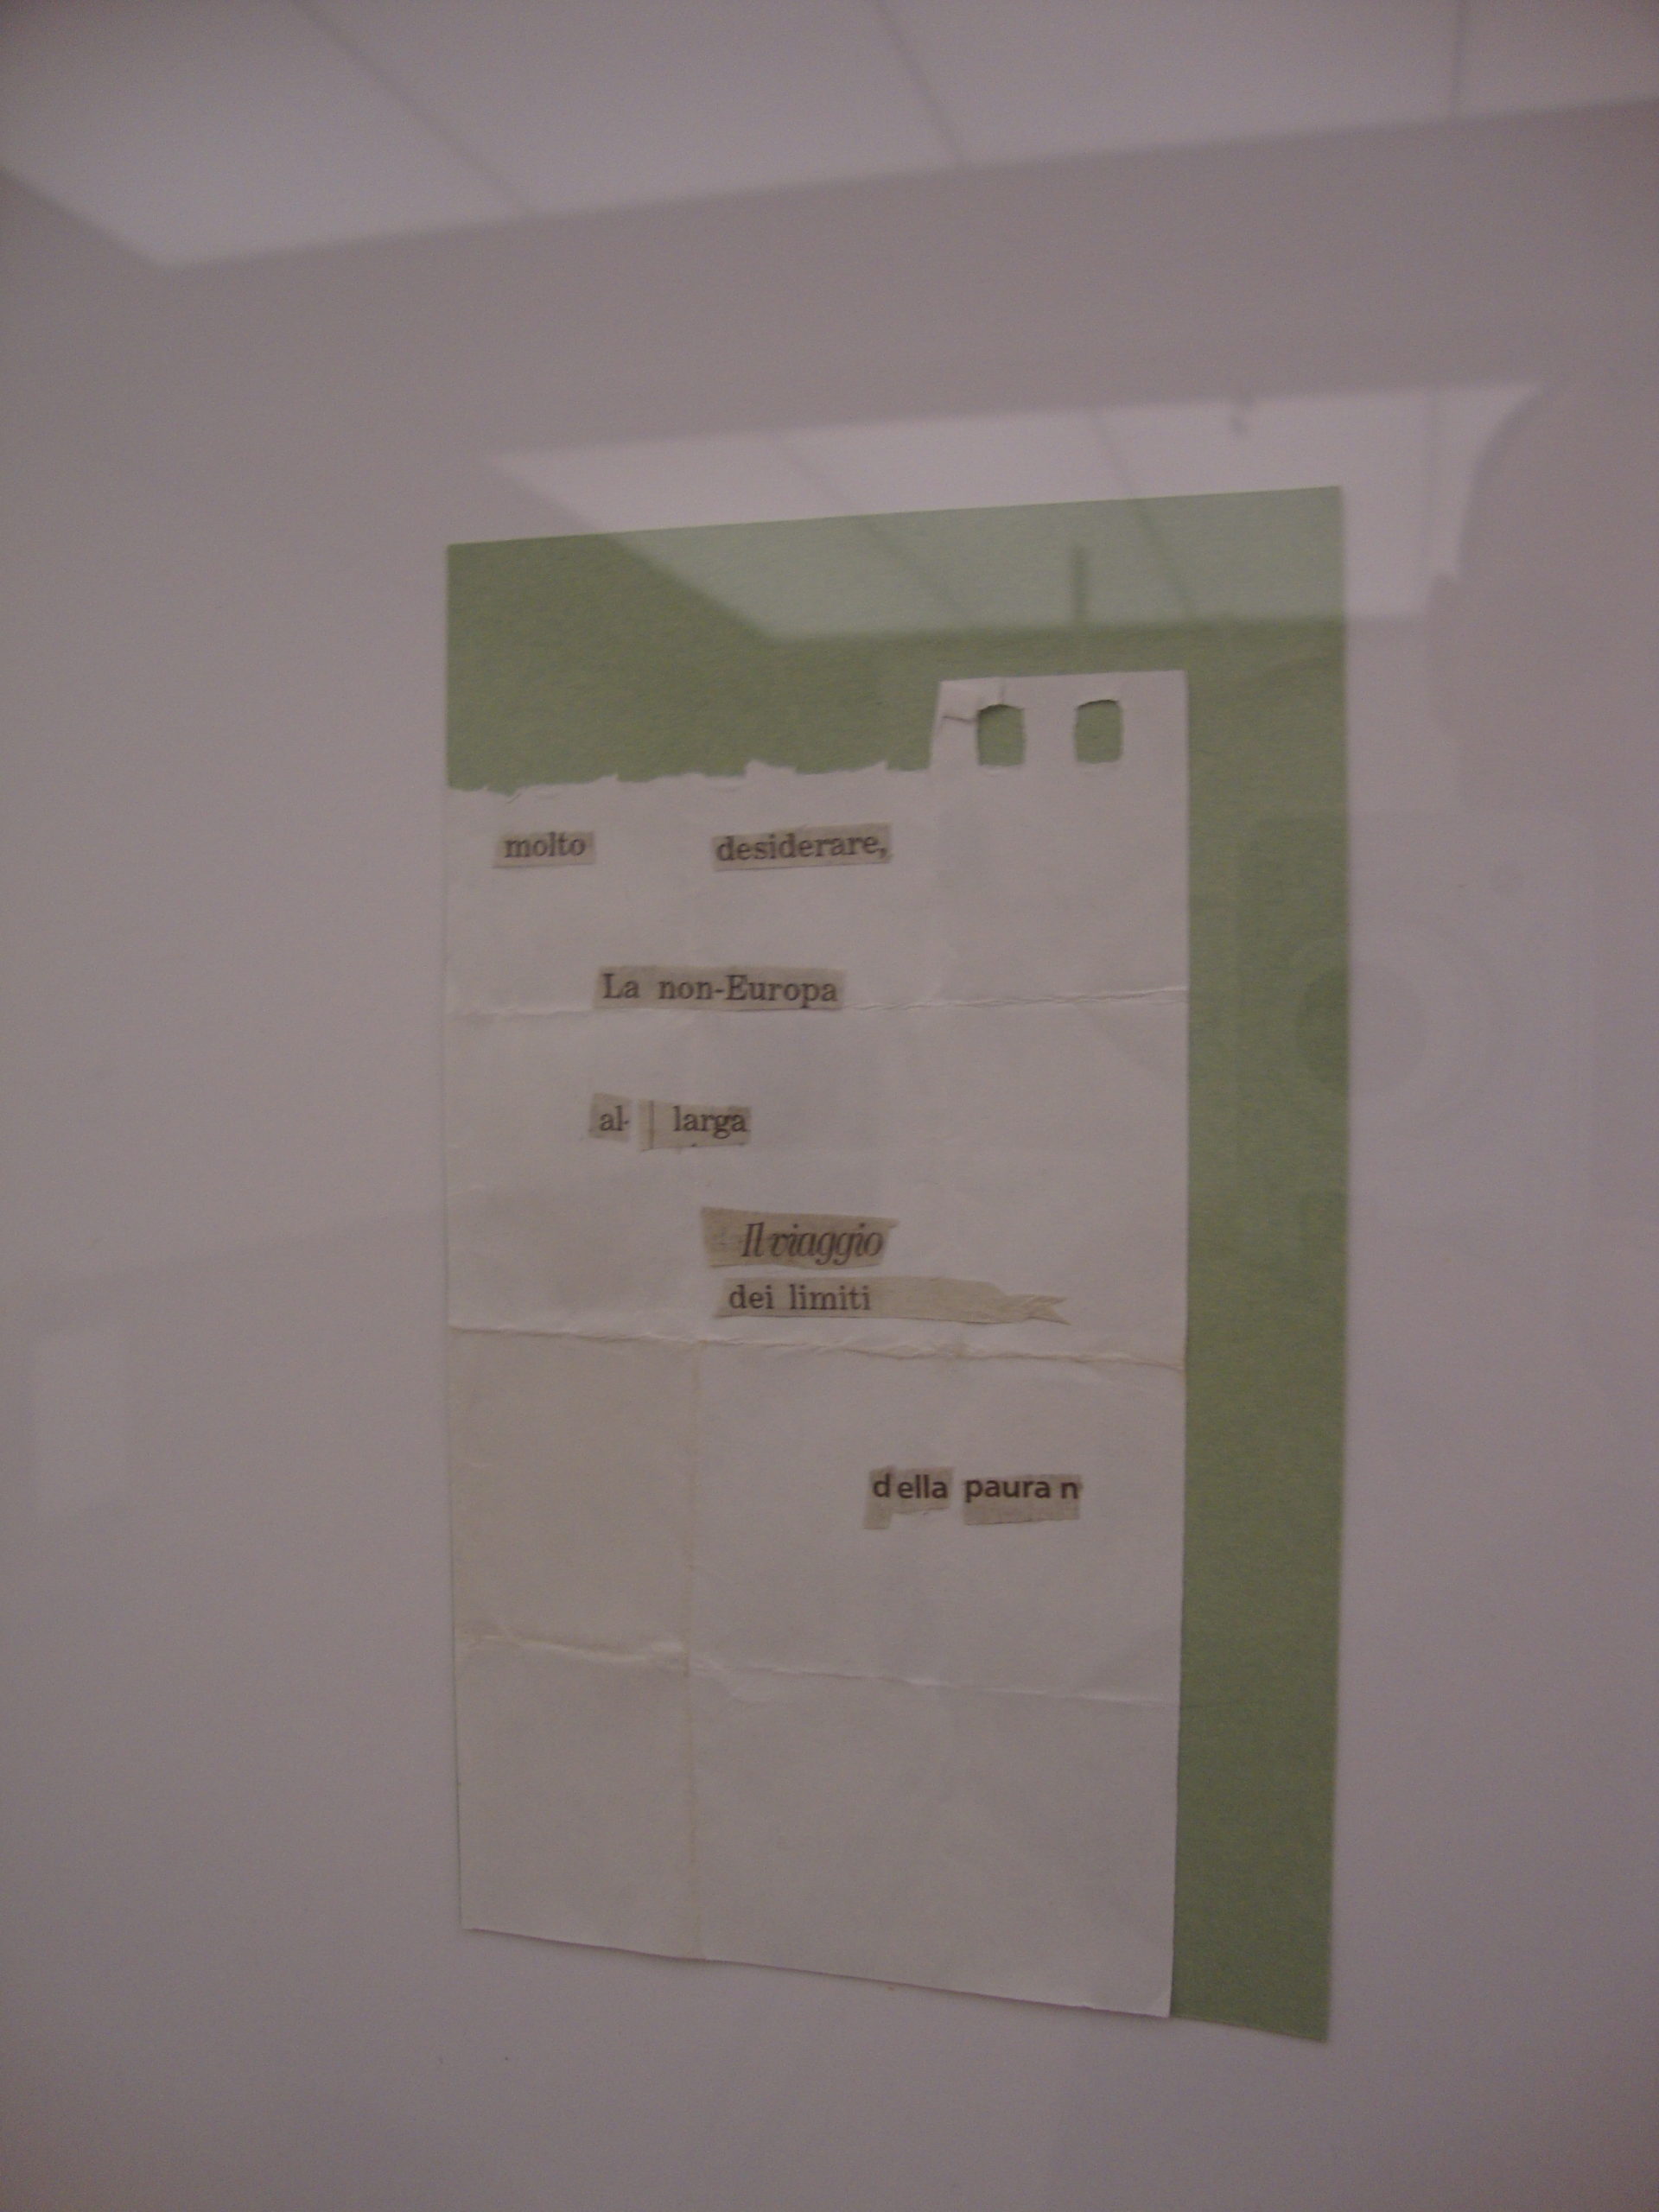 molto desiderare,
La non-Europa
al- larga
Il viaggio
dei limiti
della paura n